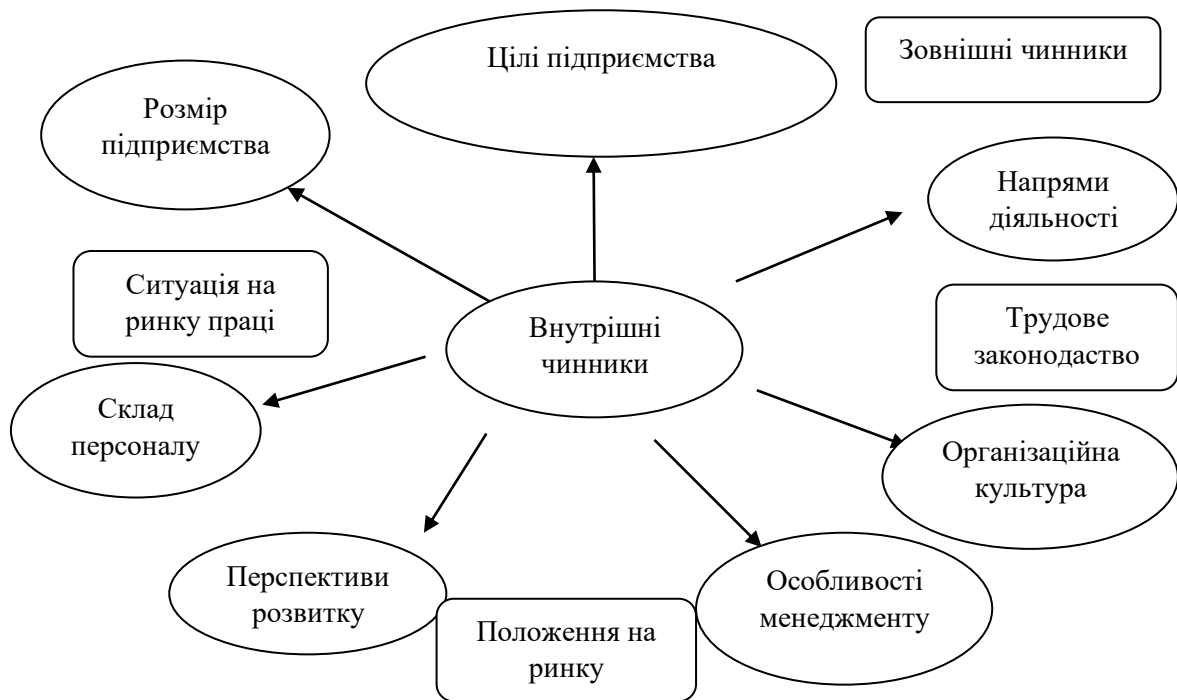 Цілі підприємства
Зовнішні чинники
Розмір
підприємства
Напрями
діяльності
Ситуація на
ринку праці
Внутрішні
чинники
Трудове
законодаство
Склад
персоналу
Організаційна
культура
Перспективи
розвитку
Положення на
ринку
Особливості
менеджменту